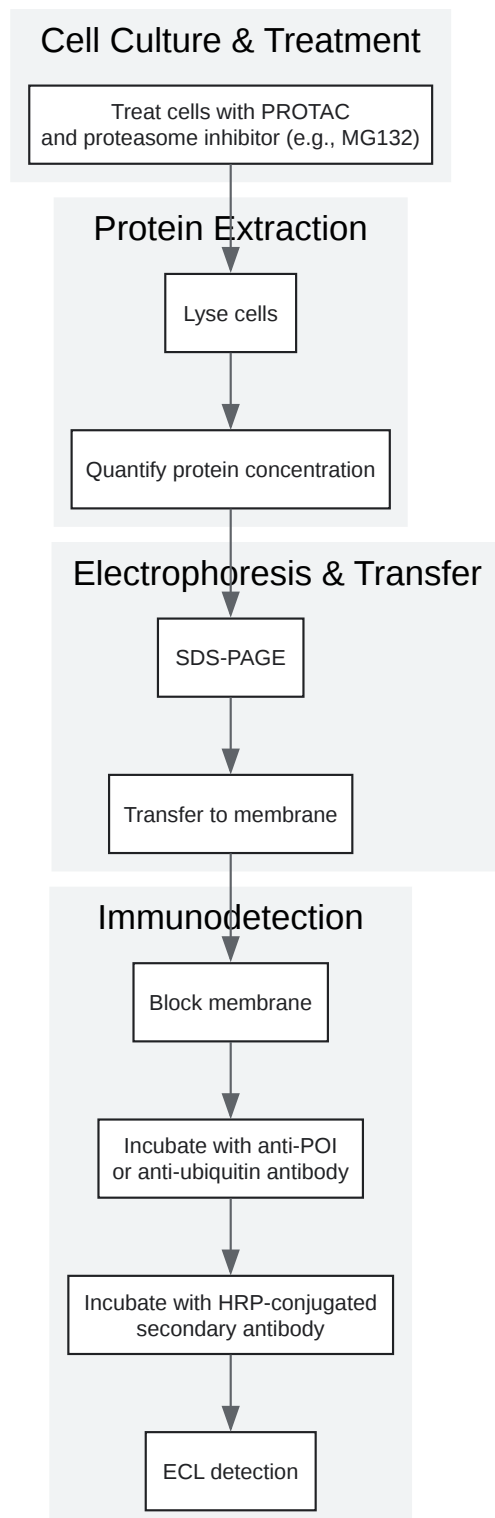 Cell Culture & Treatment
Treat cells with PROTAC
and proteasome inhibitor (e.g., MG132)
Protein Extraction
Lyse cells
Quantify protein concentration
Electrophoresis & Transfer
SDS-PAGE
Transfer to membrane
Immunodetection
Block membrane
Incubate with anti-POI
or anti-ubiquitin antibody
Incubate with HRP-conjugated
secondary antibody
ECL detection